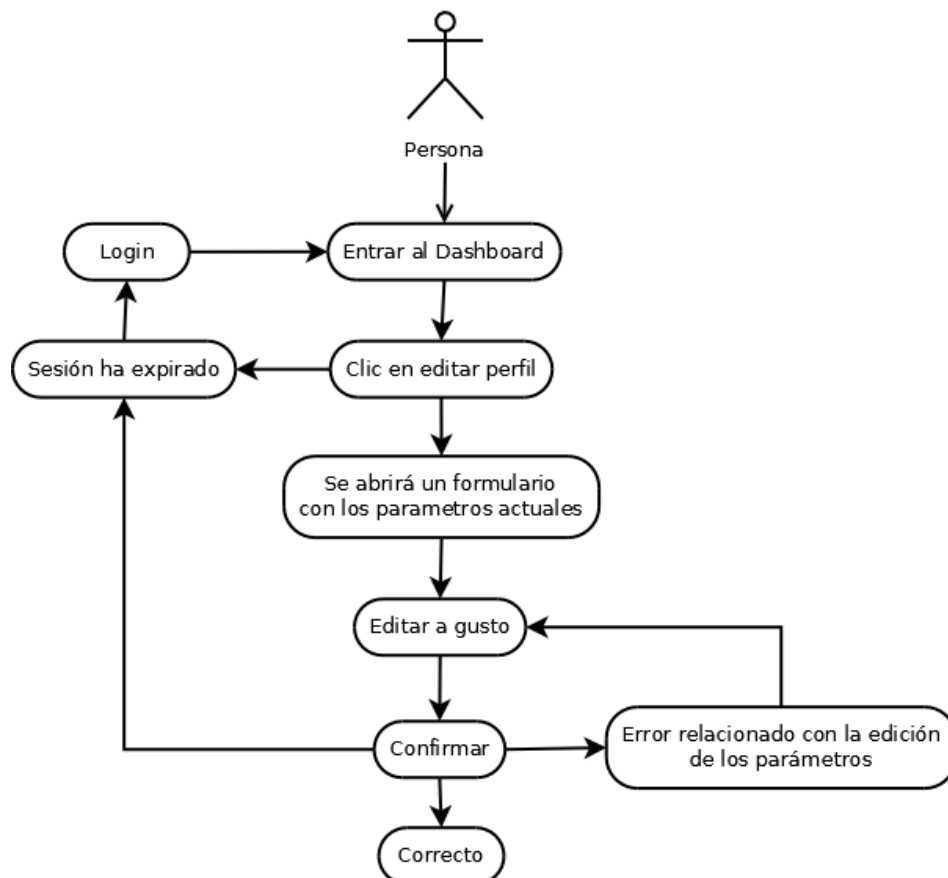 Persona
Login
Entrar al Dashboard
Sesión ha expirado
Clic en editar perfil
Se abrirá un formulario
con los parametros actuales
Editar a gusto
Confirmar
Error relacionado con la edición
de los parámetros
Correcto